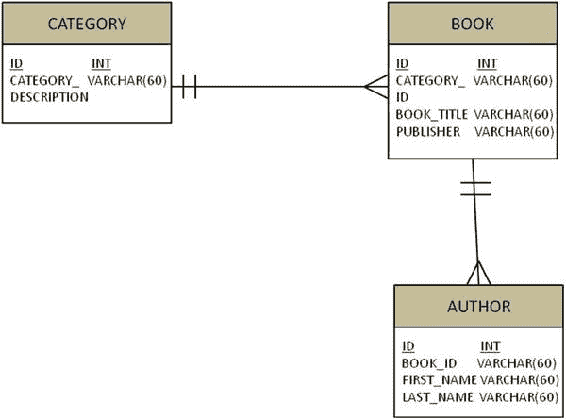 CATEGORY
ID INT
CATEGORY_ VARCHAR(60)
DESCRIPTION
BOOK
ID INT
CATEGORY_ VARCHAR(60)
ID
BOOK_TITLE VARCHAR(60)
PUBLISHER VARCHAR(60)
AUTHOR
ID INT
BOOK_ID VARCHAR(60)
FIRST_NAME VARCHAR(60)
LAST_NAME VARCHAR(60)